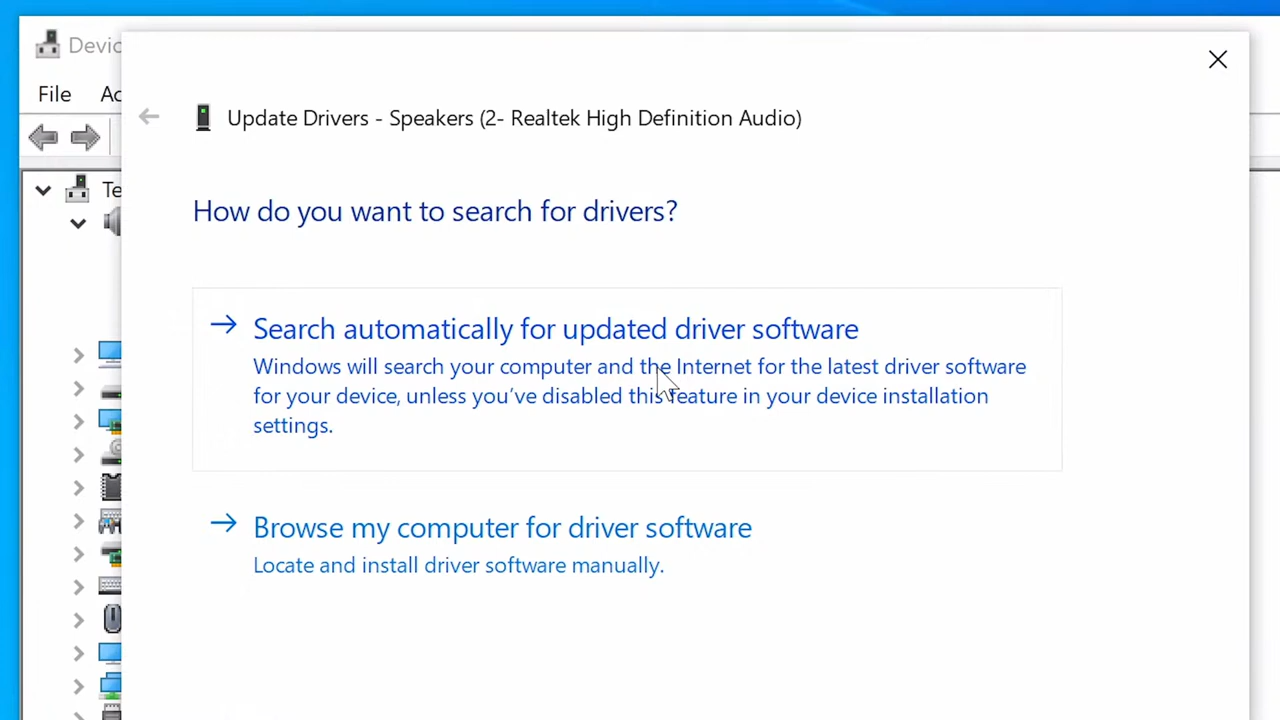 Devic
File Ac
Te
Update Drivers - Speakers (2- Realtek High Definition Audio)
How do you want to search for drivers?
Search automatically for updated driver software
Windows will search your computer and the Internet for the latest driver software
for your device, unless you’ve disabled this feature in your device installation
settings.
Browse my computer for driver software
Locate and install driver software manually.